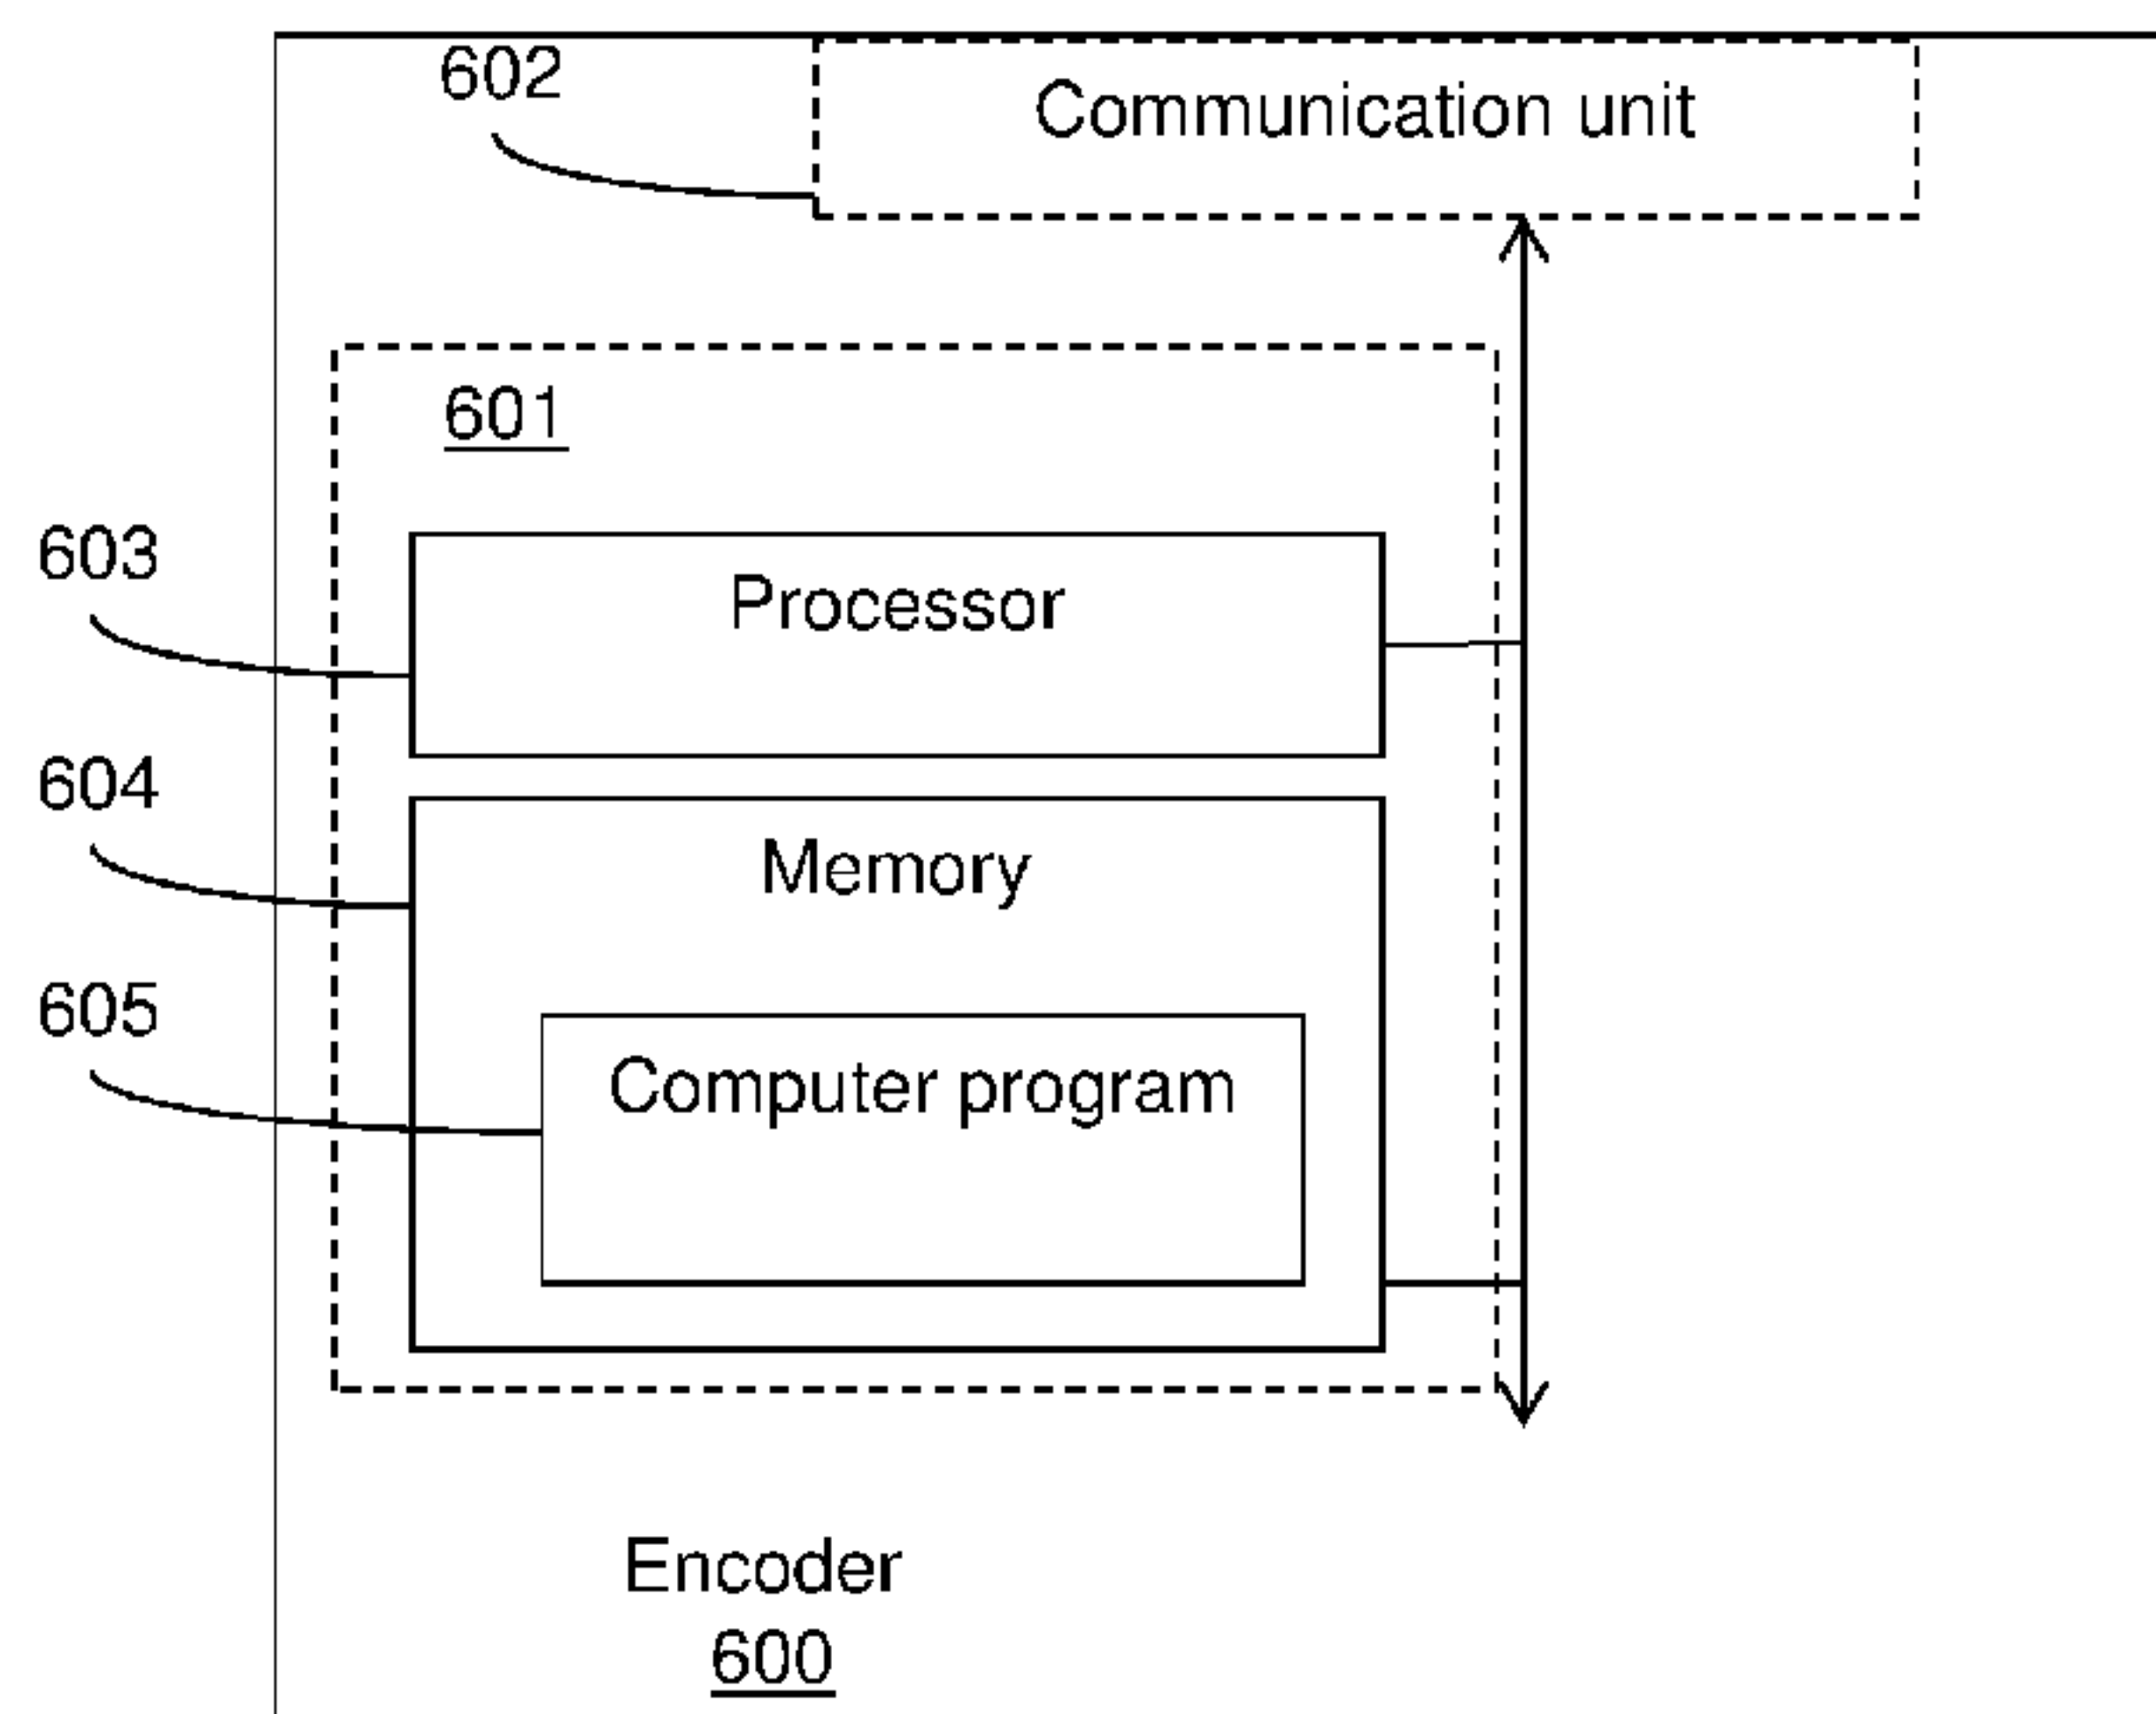 602
Communication unit
601
603
Processor
604
Memory
605
Computer program
Encoder
600